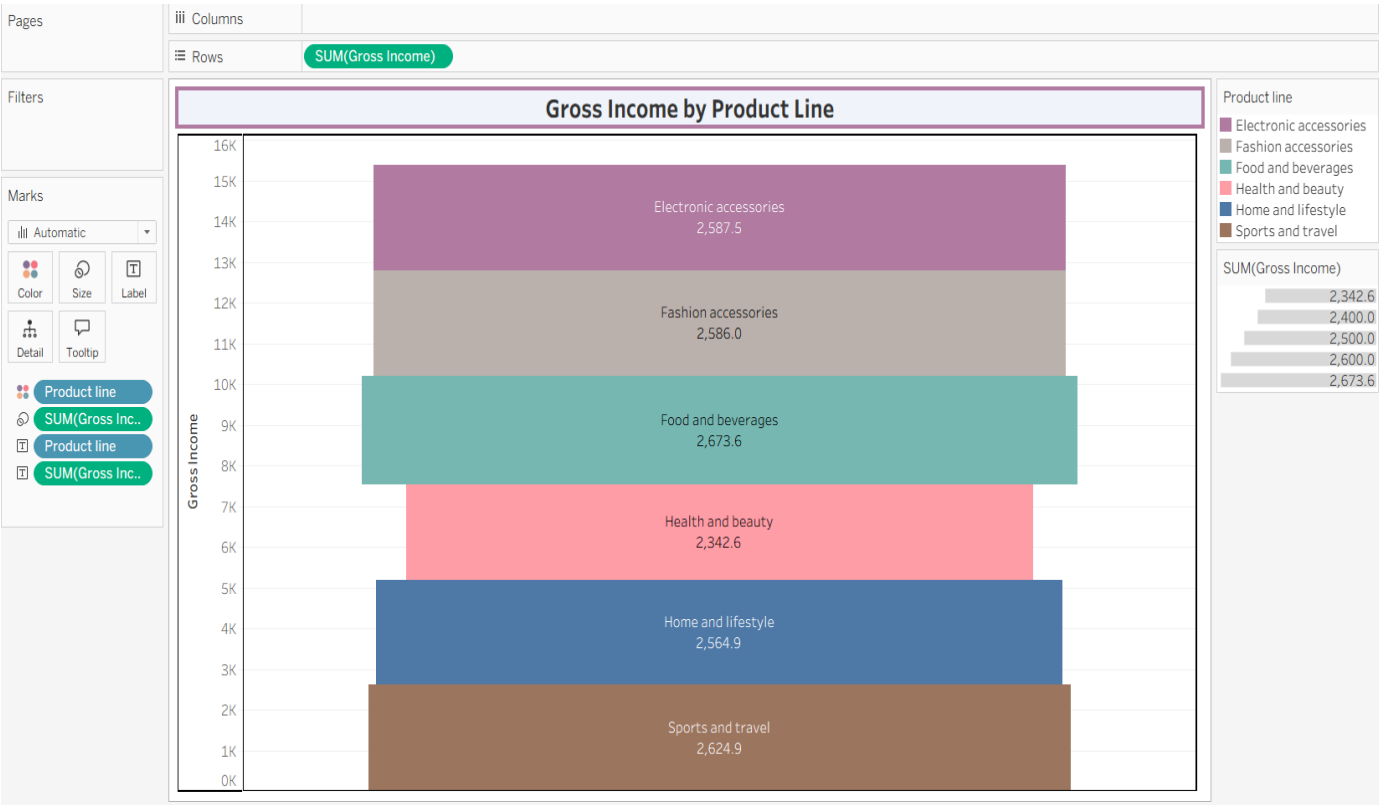 Pages
Columns
Rows
SUM(Gross Income)
Filters
Marks
Automatic
Color
Size
Label
Detail
Tooltip
Product line
SUM(Gross Inc..
Product line
SUM(Gross Inc..
Gross Income by Product Line
Gross Income
16K
15K
14K
13K
12K
11K
10K
9K
8K
7K
6K
5K
4K
3K
2K
1K
0K
Electronic accessories
2,587.5
Fashion accessories
2,586.0
Food and beverages
2,673.6
Health and beauty
2,342.6
Home and lifestyle
2,564.9
Sports and travel
2,624.9
Product line
Electronic accessories
Fashion accessories
Food and beverages
Health and beauty
Home and lifestyle
Sports and travel
SUM(Gross Income)
2,342.6
2,400.0
2,500.0
2,600.0
2,673.6